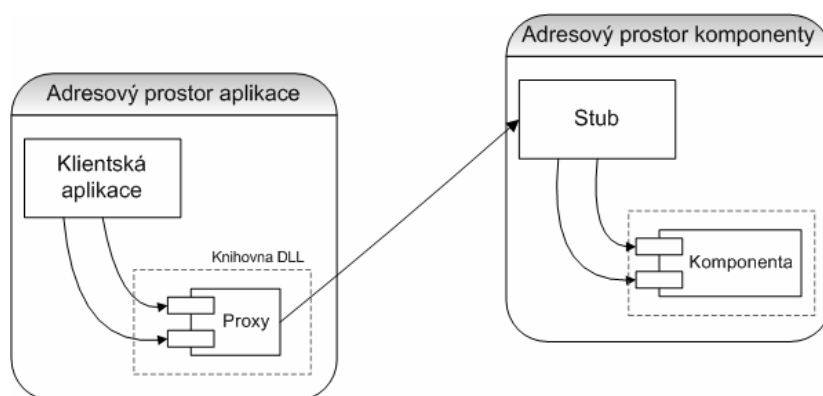 Adresový prostor aplikace
Klientská
aplikace
Knihovna DLL
Proxy
Adresový prostor komponenty
Stub
Komponenta